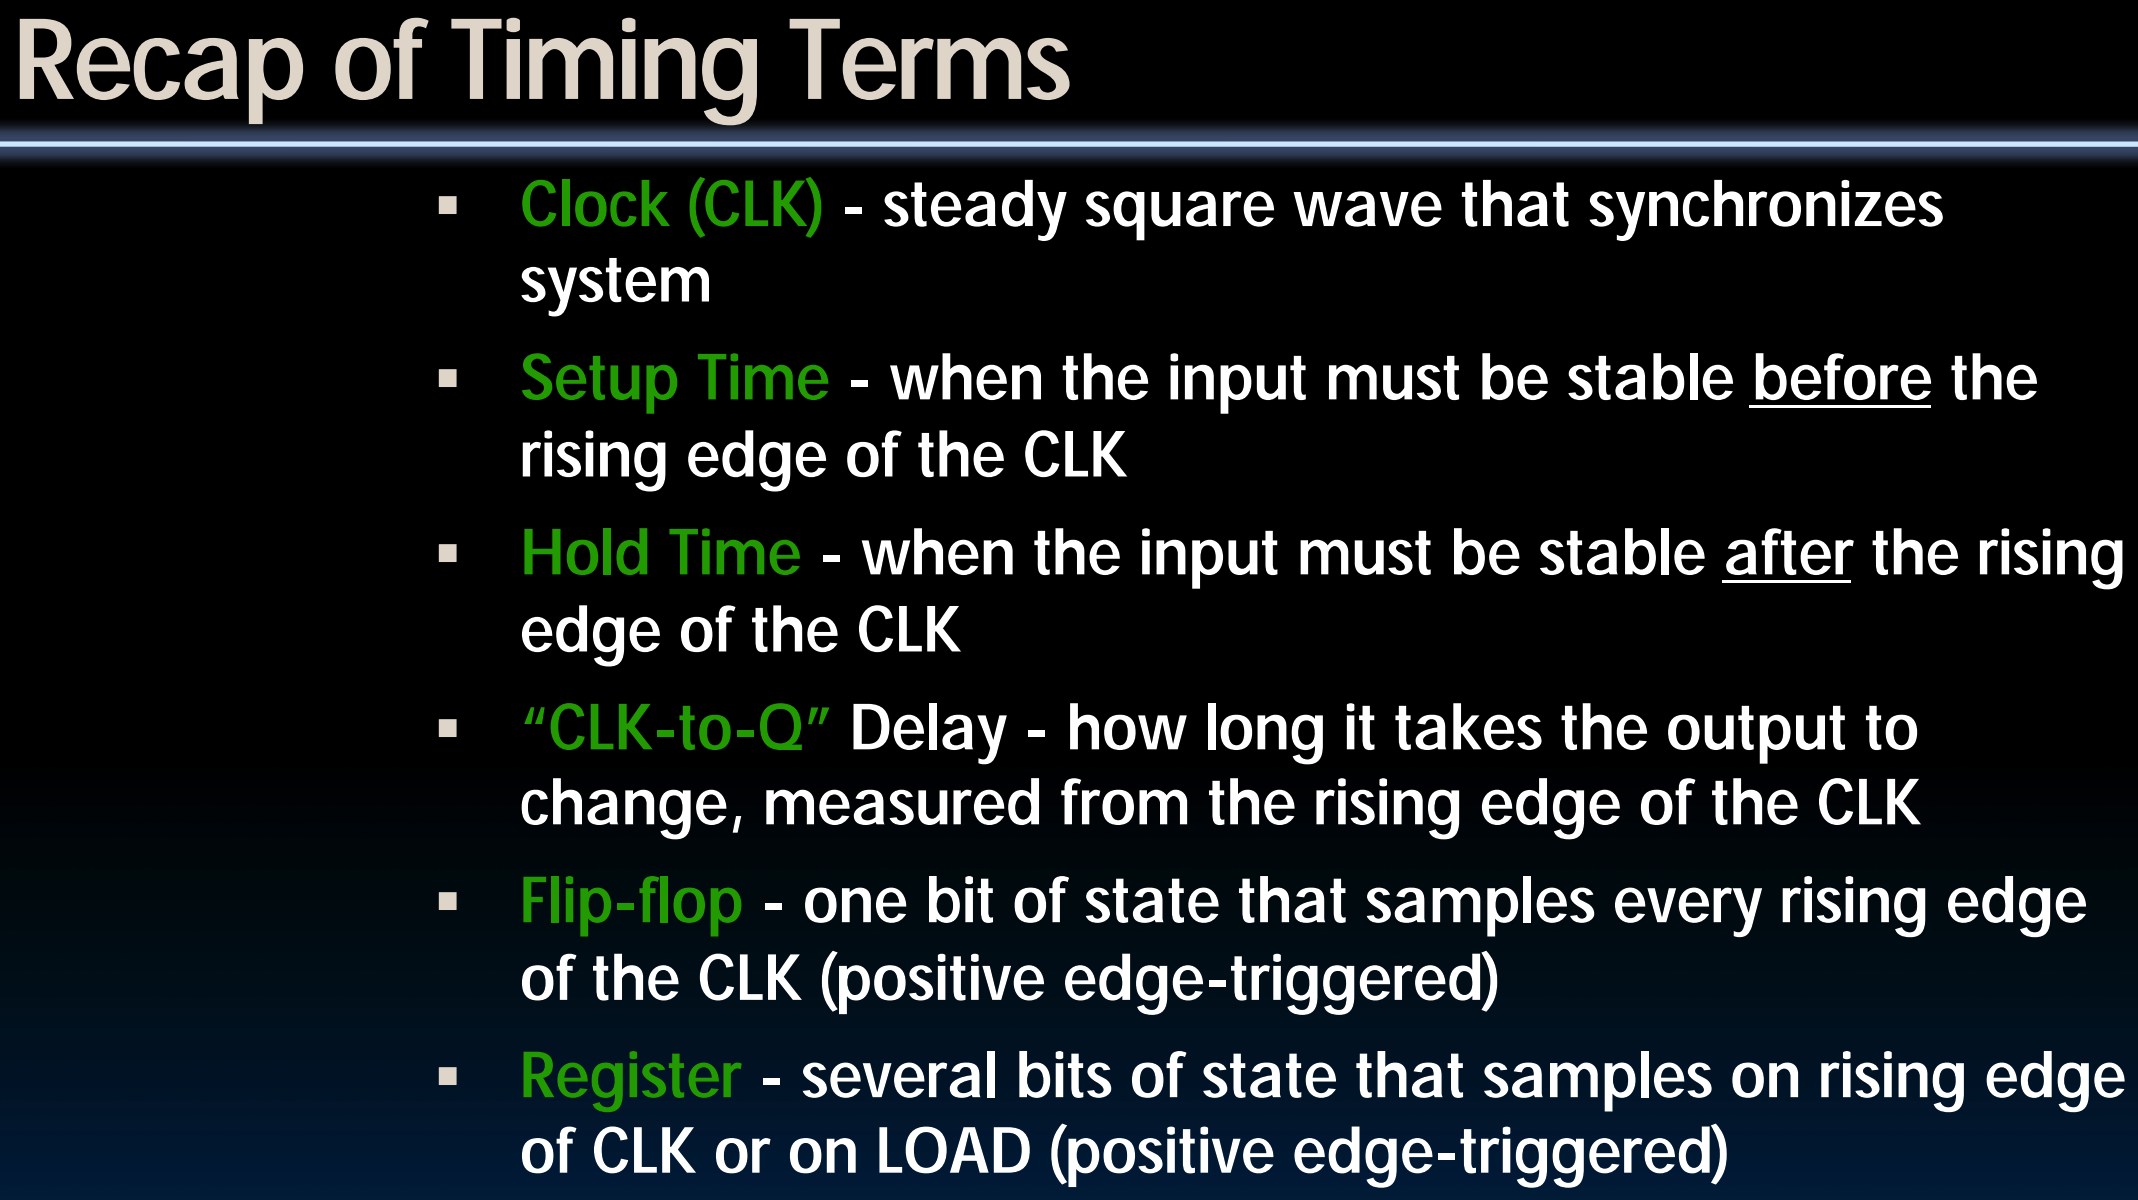 Recap of Timing Terms
▪ Clock (CLK) - steady square wave that synchronizes
system
▪ Setup Time - when the input must be stable before the
rising edge of the CLK
▪ Hold Time - when the input must be stable after the rising
edge of the CLK
▪ “CLK-to-Q” Delay - how long it takes the output to
change, measured from the rising edge of the CLK
▪ Flip-flop - one bit of state that samples every rising edge
of the CLK (positive edge-triggered)
▪ Register - several bits of state that samples on rising edge
of CLK or on LOAD (positive edge-triggered)